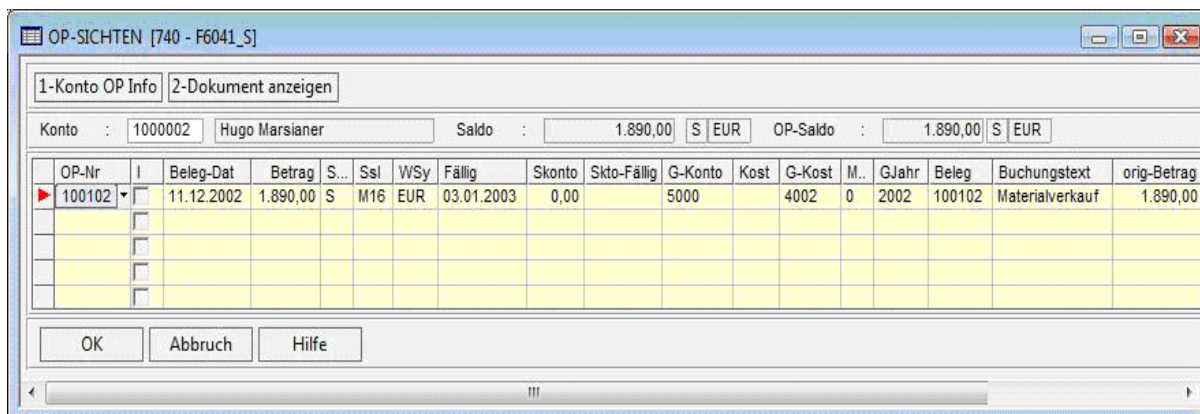 OP-SICHTEN [740 - F6041_S]
1-Konto OP Info 2-Dokument anzeigen
Konto : 1000002 Hugo Marsianer Saldo : 1.890,00 S EUR OP-Saldo : 1.890,00 S EUR
OP-Nr I Beleg-Dat Betrag S... Ssl WSy Fällig Skonto Skto-Fällig G-Konto Kost G-Kost M.. GJahr Beleg Buchungstext orig-Betrag
100102 11.12.2002 1.890,00 S M16 EUR 03.01.2003 0,00 5000 4002 0 2002 100102 Materialverkauf 1.890,00
OK Abbruch Hilfe